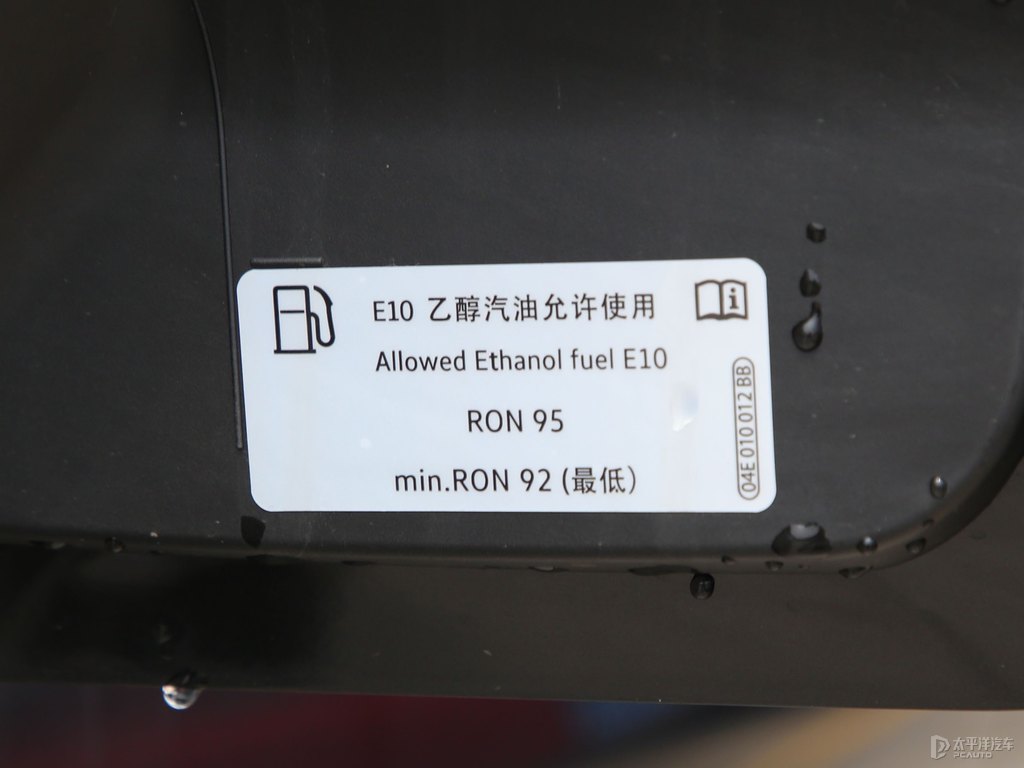 E10 乙醇汽油允许使用
Allowed Ethanol fuel E10
RON 95
min.RON 92 (最低)
04E 010 012 BB
太平洋汽车
PCAUTO